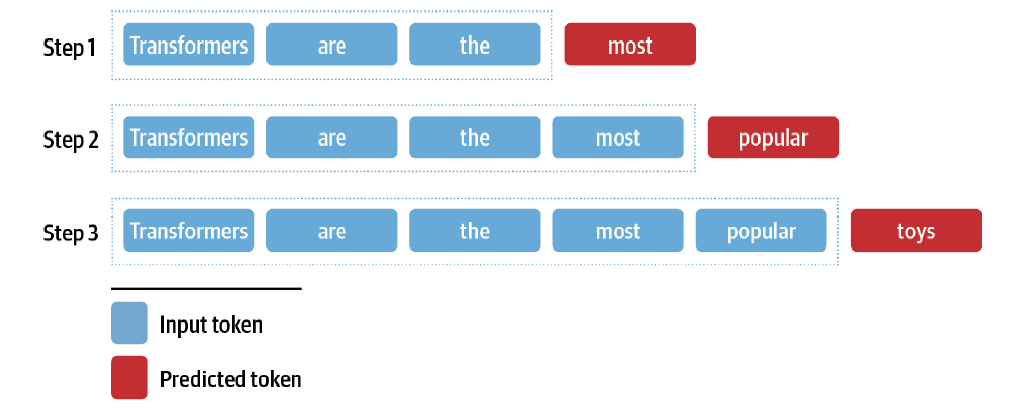 Step 1 Transformers are the most
Step 2 Transformers are the most popular
Step 3 Transformers are the most popular toys
Input token
Predicted token